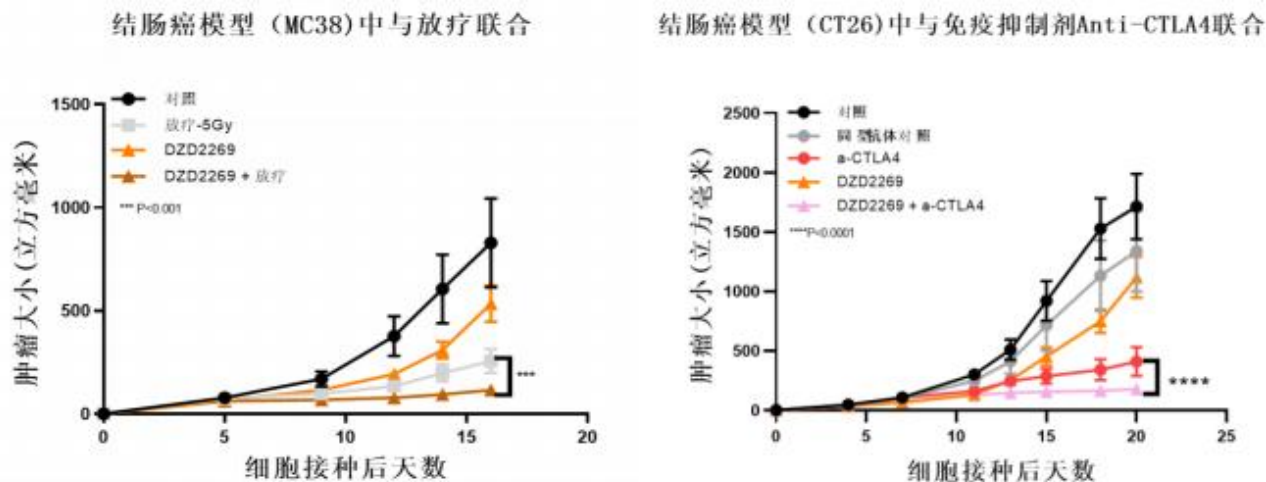 结肠癌模型 (MC38)中与放疗联合
1500
1000
500
0
肿瘤大小(立方毫米)
对照
放疗-5Gy
DZD2269
DZD2269 + 放疗
*** P<0.001
***
0
5
10
15
20
细胞接种后天数
结肠癌模型 (CT26)中与免疫抑制剂Anti-CTLA4联合
2500
2000
1500
1000
500
0
肿瘤大小(立方毫米)
对照
同型抗体对照
a-CTLA4
DZD2269
DZD2269 + a-CTLA4
****P<0.0001
****
0
5
10
15
20
25
细胞接种后天数